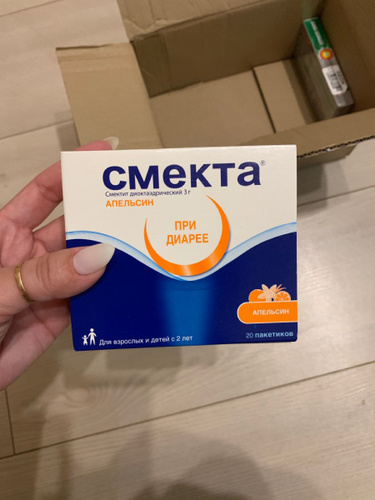 СМЕКТА®
Смектит диоктаэдрический 3 г
АПЕЛЬСИН
ПРИ
ДИАРЕЕ
АПЕЛЬСИН
Для взрослых и детей с 2 лет
20 пакетиков